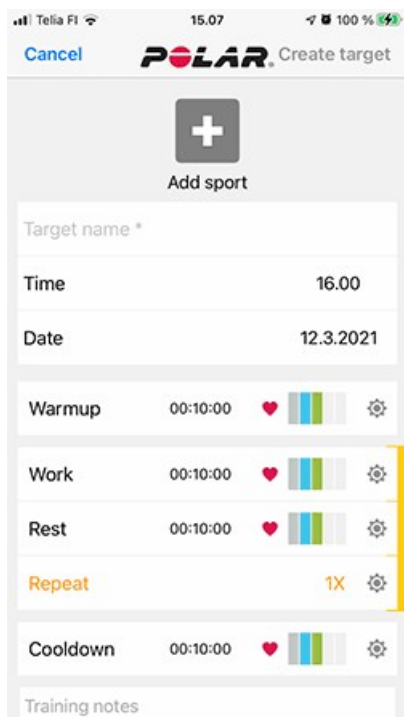 Telia FI 15.07 100 %
Cancel POLAR. Create target
Add sport
Target name *
Time 16.00
Date 12.3.2021
Warmup 00:10:00
Work 00:10:00
Rest 00:10:00
Repeat 1X
Cooldown 00:10:00
Training notes